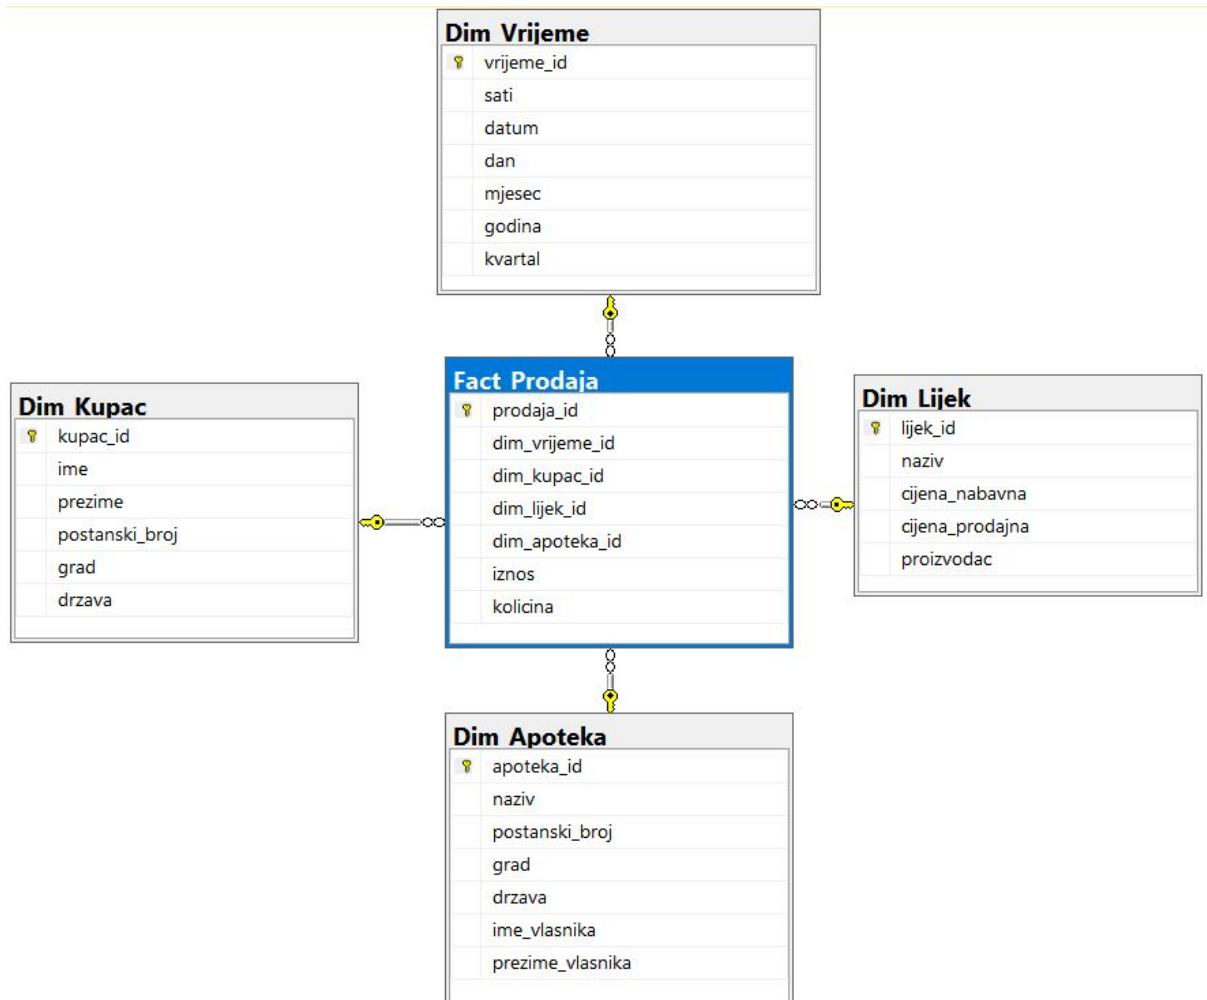 Dim Vrijeme
vrijeme_id
sati
datum
dan
mjesec
godina
kvartal
Fact Prodaja
prodaja_id
dim_vrijeme_id
dim_kupac_id
dim_lijek_id
dim_apoteka_id
iznos
kolicina
Dim Kupac
kupac_id
ime
prezime
postanski_broj
grad
drzava
Dim Lijek
lijek_id
naziv
cijena_nabavna
cijena_prodajna
proizvodac
Dim Apoteka
apoteka_id
naziv
postanski_broj
grad
drzava
ime_vlasnika
prezime_vlasnika